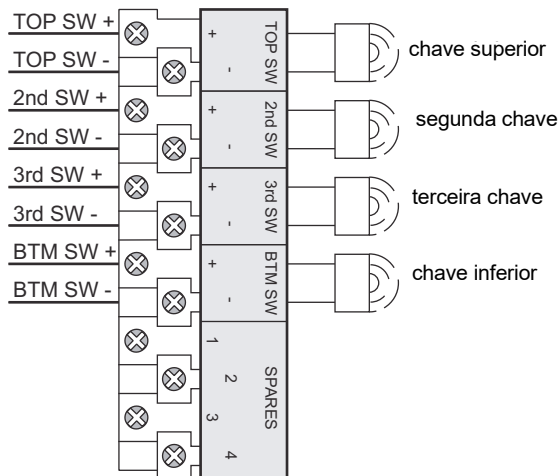 TOP SW +
TOP SW -
2nd SW +
2nd SW -
3rd SW +
3rd SW -
BTM SW +
BTM SW -
+
-
TOP SW
+
-
2nd SW
+
-
3rd SW
+
-
BTM SW
1
2
3
4
SPARES
chave superior
segunda chave
terceira chave
chave inferior